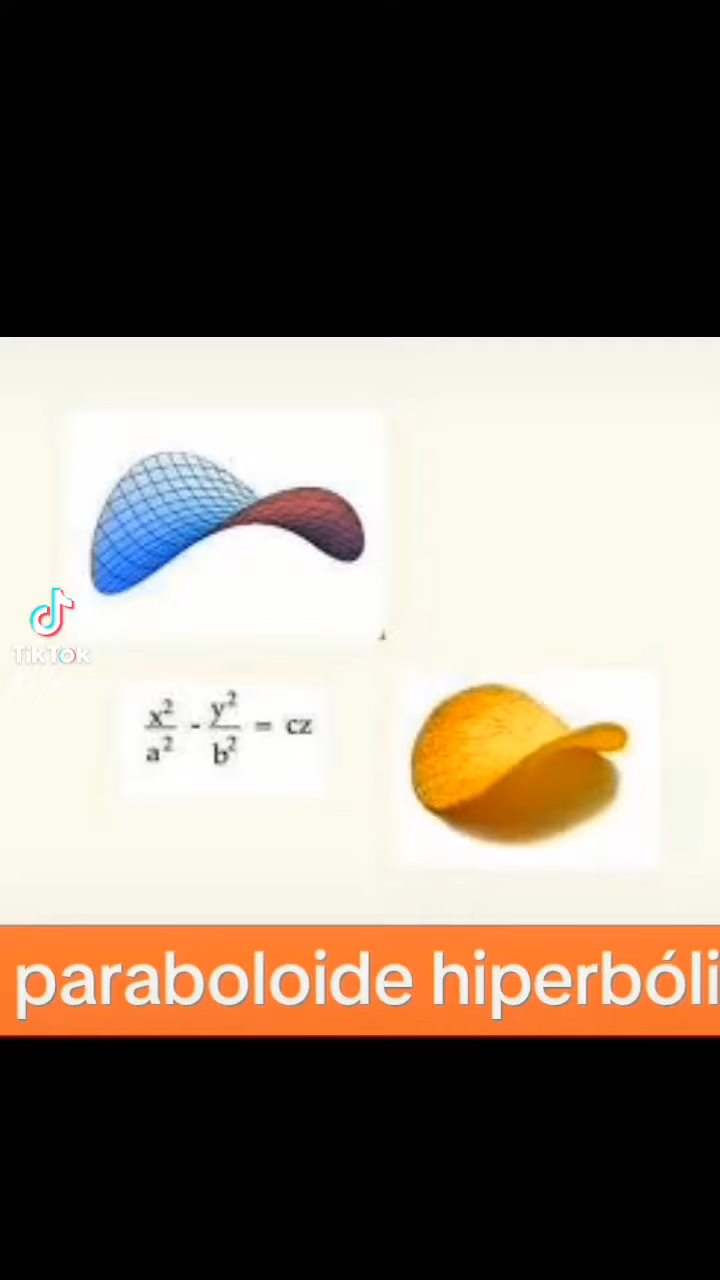 TikTok
x²/a² - y²/b² = cz
paraboloide hiperbóli